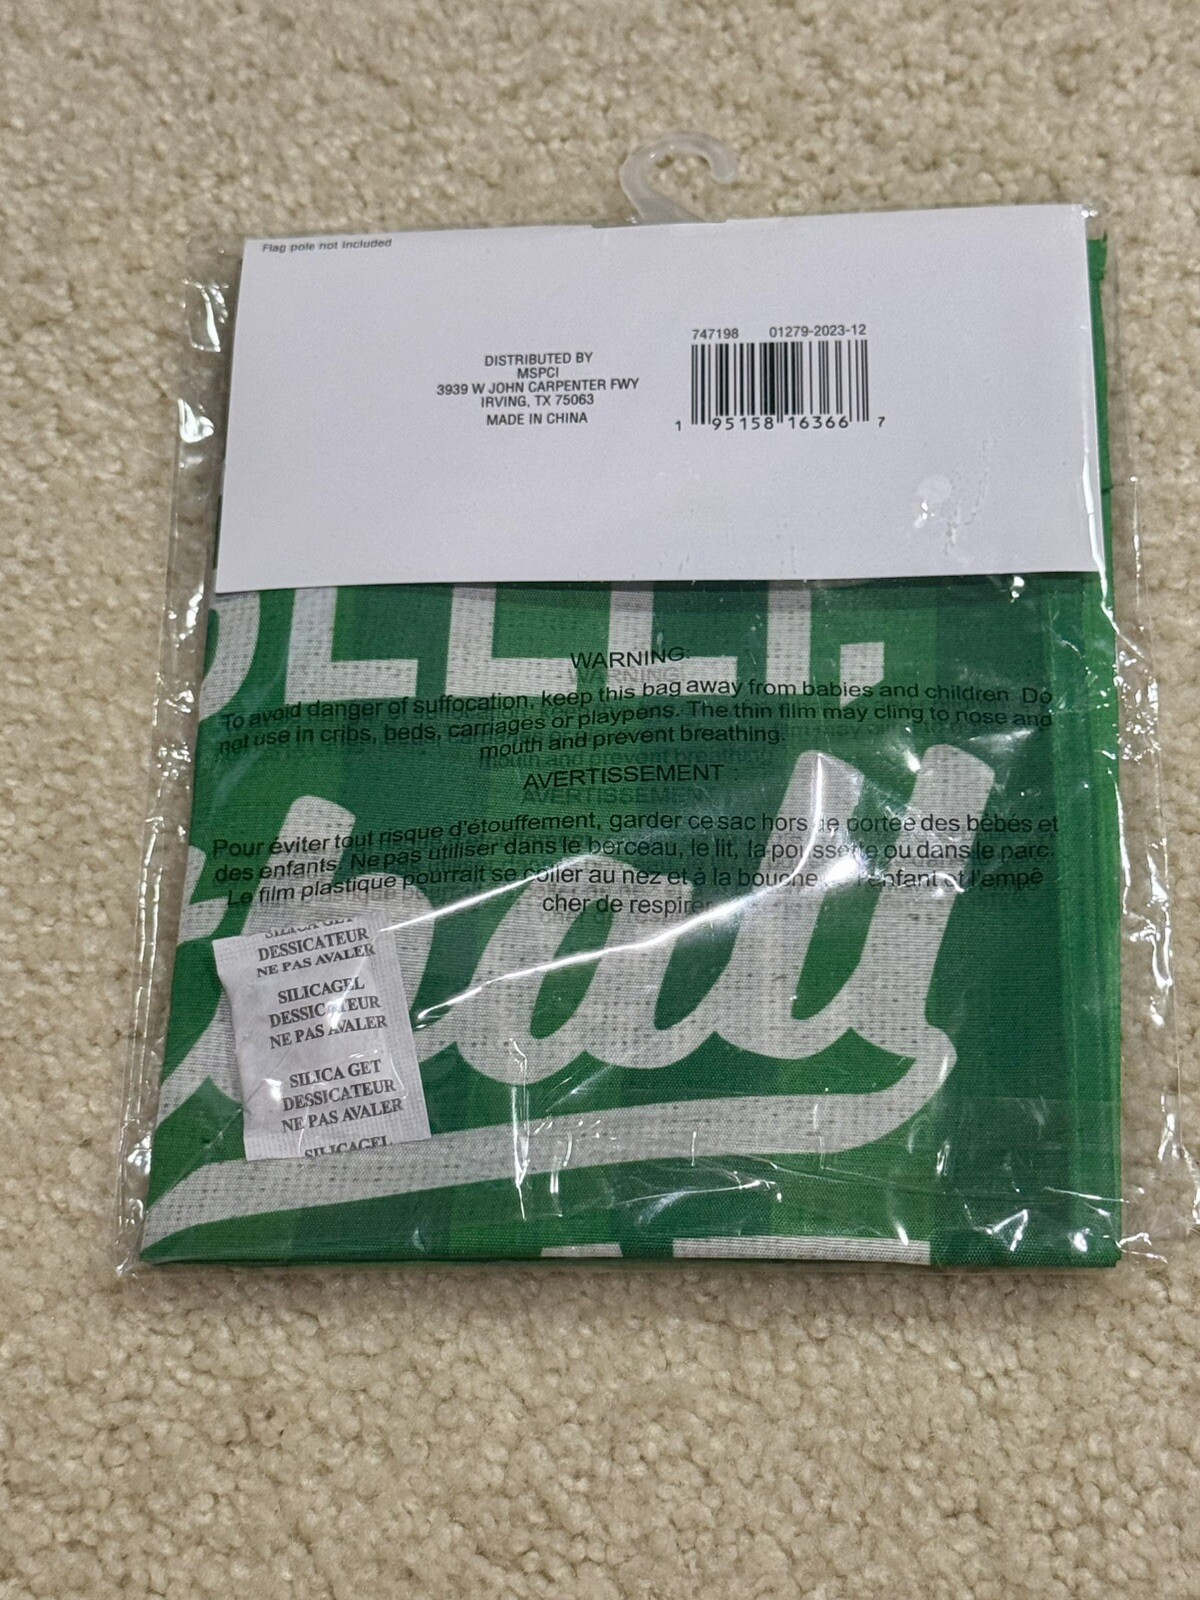 Flag pole not included
747198 01279-2023-12
DISTRIBUTED BY
MSPCI
3939 W JOHN CARPENTER FWY
IRVING, TX 75063
MADE IN CHINA
1 95158 16366 7
WARNING:
To avoid danger of suffocation, keep this bag away from babies and children Do
not use in cribs, beds, carriages or playpens. The thin film may cling to nose and
mouth and prevent breathing.
AVERTISSEMENT :
Pour éviter tout risque d'étouffement, garder ce sac hors de portée des bébés et
des enfants. Ne pas utiliser dans le berceau, le lit, la poussette ou dans le parc.
Le film plastique pourrait se coller au nez et à la bouche l'enfant et l'empê
cher de respirer
SILICA GET
DESSICATEUR
NE PAS AVALER
SILICAGEL
DESSICATEUR
NE PAS AVALER
SILICA GET
DESSICATEUR
NE PAS AVALER
SILICAGEL